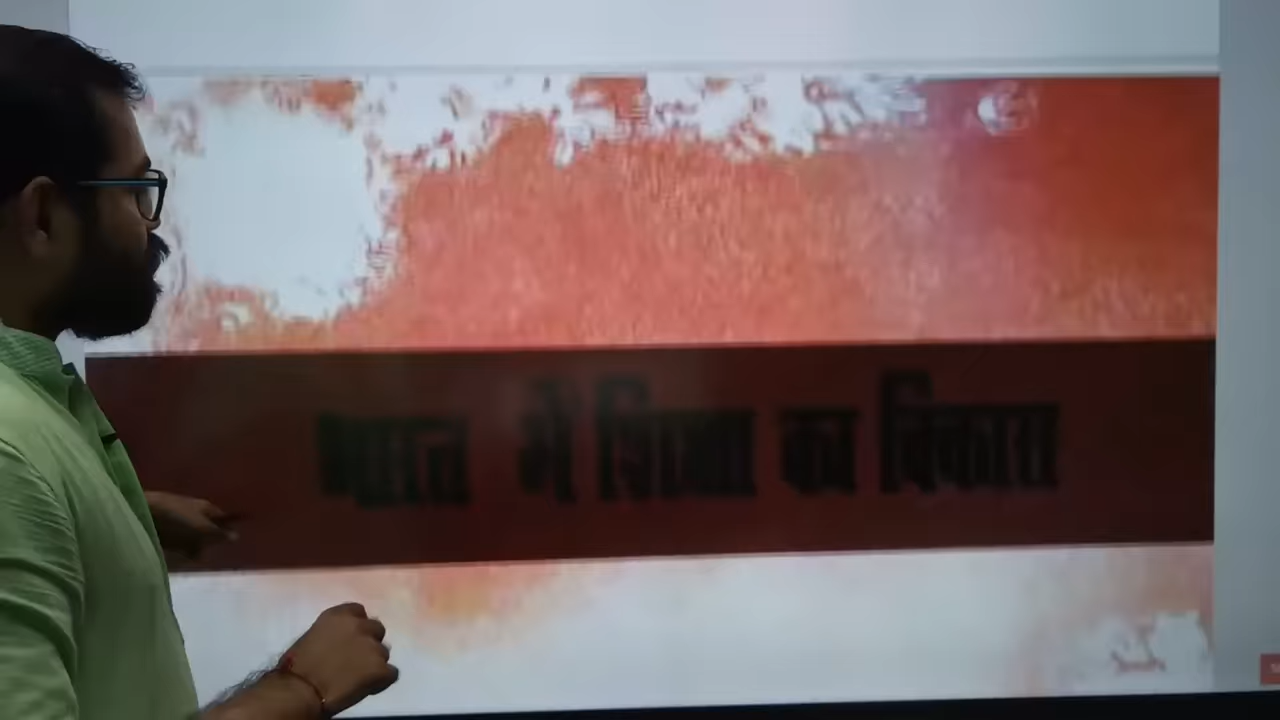 भारत में शिक्षा का विकास